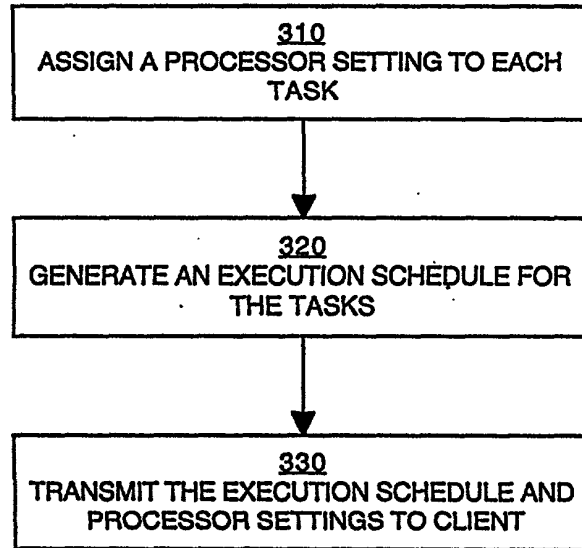 310
ASSIGN A PROCESSOR SETTING TO EACH
TASK
320
GENERATE AN EXECUTION SCHEDULE FOR
THE TASKS
330
TRANSMIT THE EXECUTION SCHEDULE AND
PROCESSOR SETTINGS TO CLIENT